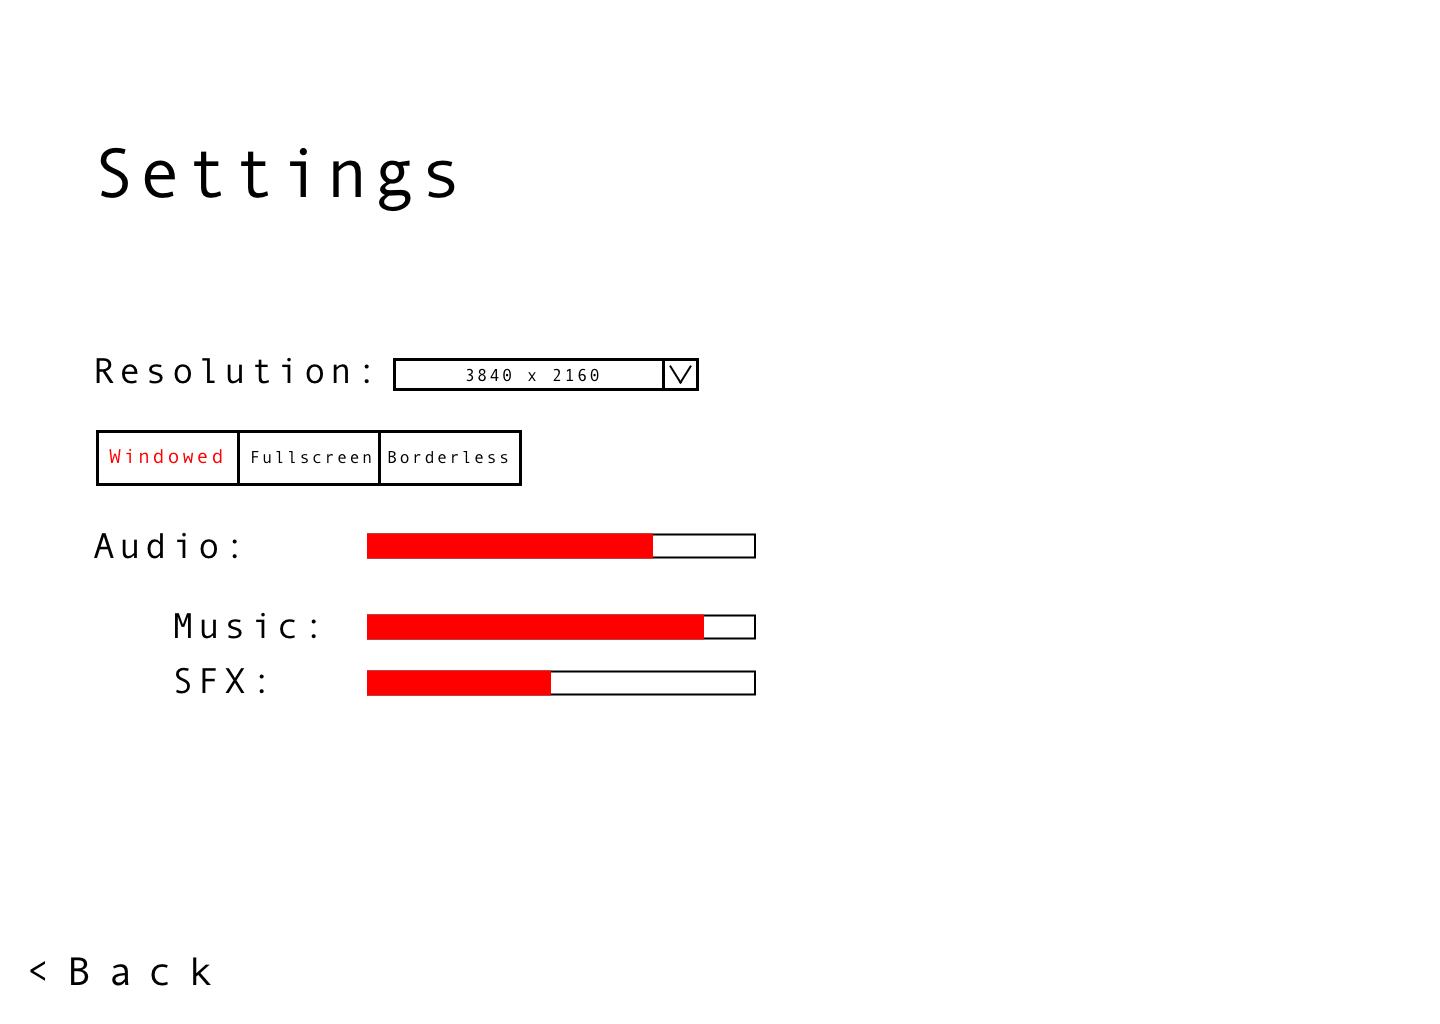 Settings
Resolution: 3840 x 2160
Windowed Fullscreen Borderless
Audio:
Music:
SFX:
< Back